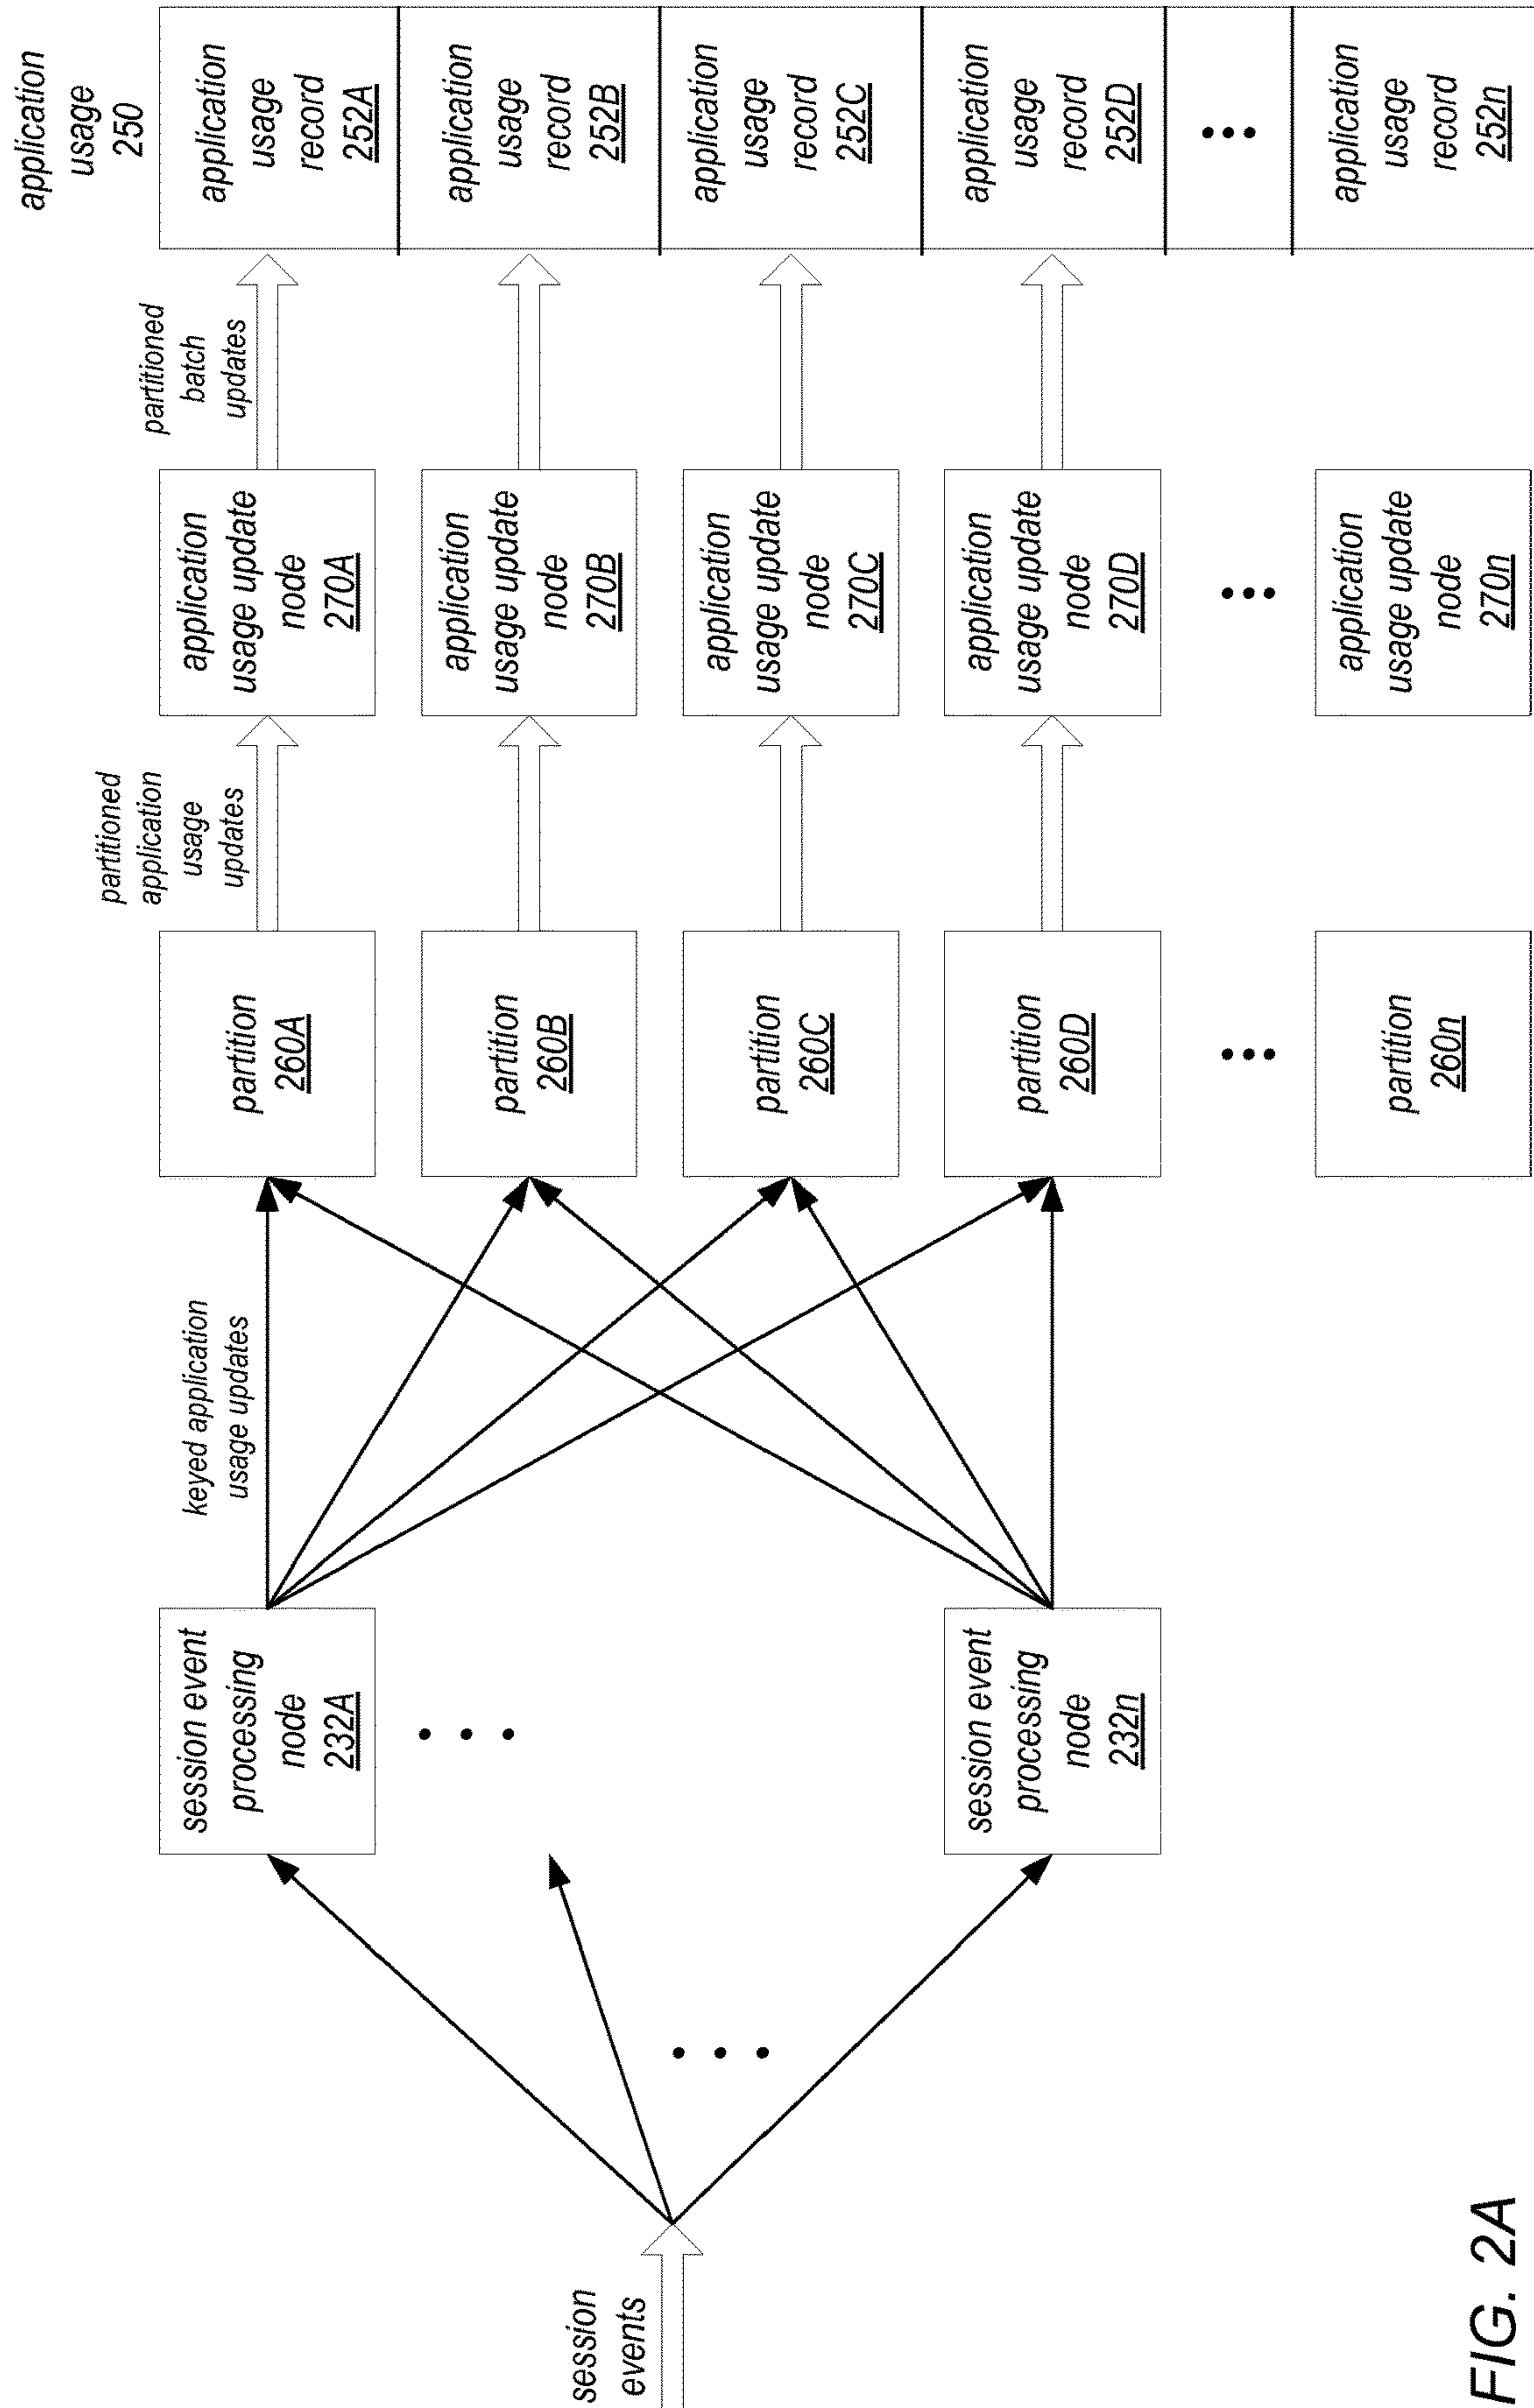 session
events
session event
processing
node
232A
session event
processing
node
232n
keyed application
usage updates
partition
260A
partition
260B
partition
260C
partition
260D
partition
260n
partitioned
application
usage
updates
application
usage update
node
270A
application
usage update
node
270B
application
usage update
node
270C
application
usage update
node
270D
application
usage update
node
270n
partitioned
batch
updates
application
usage
250
application
usage
record
252A
application
usage
record
252B
application
usage
record
252C
application
usage
record
252D
application
usage
record
252n
FIG. 2A